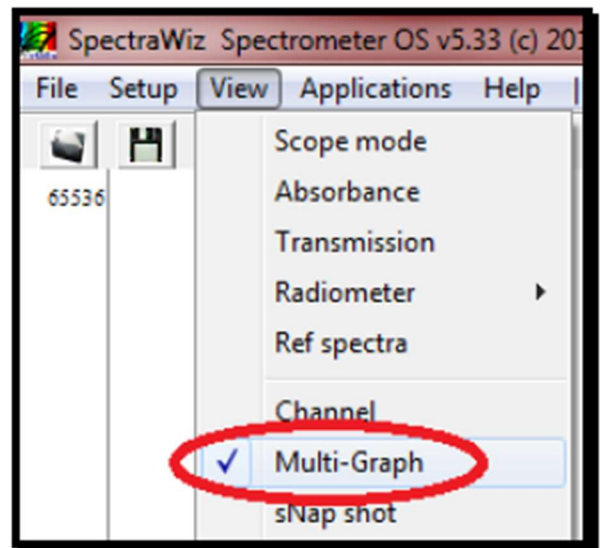 SpectraWiz Spectrometer OS v5.33 (c) 201
File Setup View Applications Help |
Scope mode
65536
Absorbance
Transmission
Radiometer
Ref spectra
Channel
Multi-Graph
sNap shot